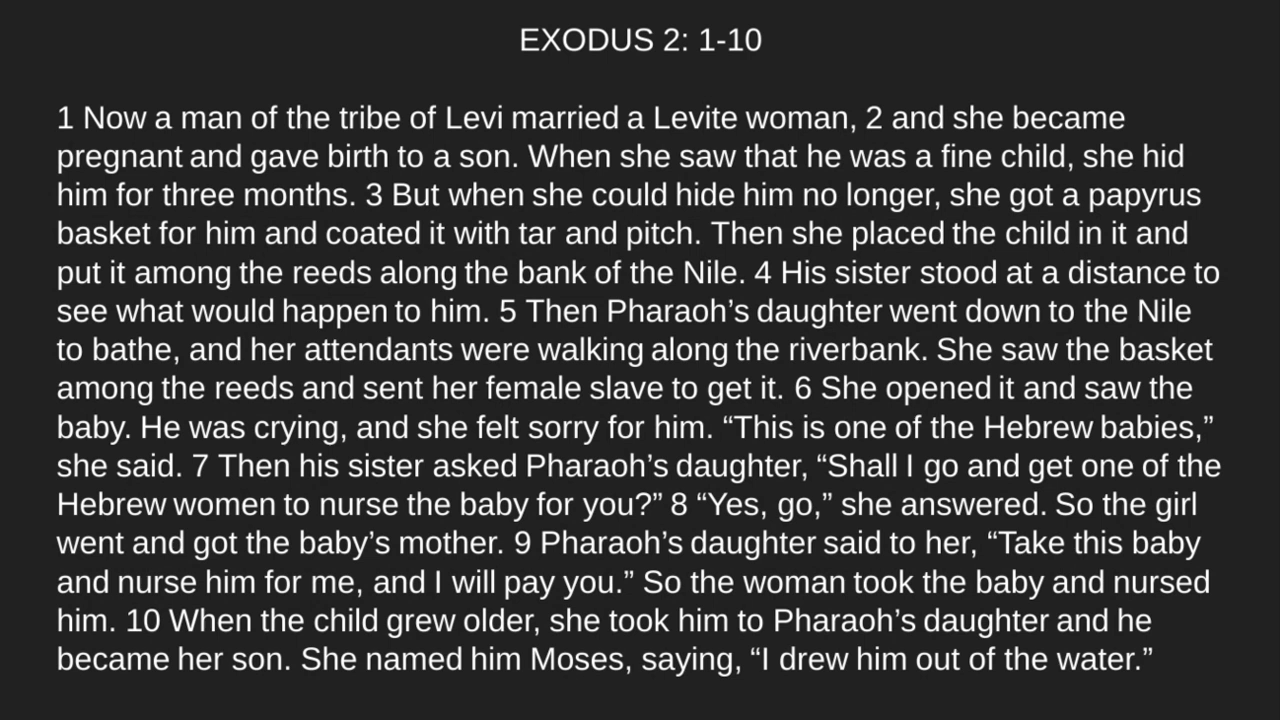 EXODUS 2: 1-10
1 Now a man of the tribe of Levi married a Levite woman, 2 and she became
pregnant and gave birth to a son. When she saw that he was a fine child, she hid
him for three months. 3 But when she could hide him no longer, she got a papyrus
basket for him and coated it with tar and pitch. Then she placed the child in it and
put it among the reeds along the bank of the Nile. 4 His sister stood at a distance to
see what would happen to him. 5 Then Pharaoh’s daughter went down to the Nile
to bathe, and her attendants were walking along the riverbank. She saw the basket
among the reeds and sent her female slave to get it. 6 She opened it and saw the
baby. He was crying, and she felt sorry for him. “This is one of the Hebrew babies,”
she said. 7 Then his sister asked Pharaoh’s daughter, “Shall I go and get one of the
Hebrew women to nurse the baby for you?” 8 “Yes, go,” she answered. So the girl
went and got the baby’s mother. 9 Pharaoh’s daughter said to her, “Take this baby
and nurse him for me, and I will pay you.” So the woman took the baby and nursed
him. 10 When the child grew older, she took him to Pharaoh’s daughter and he
became her son. She named him Moses, saying, “I drew him out of the water.”